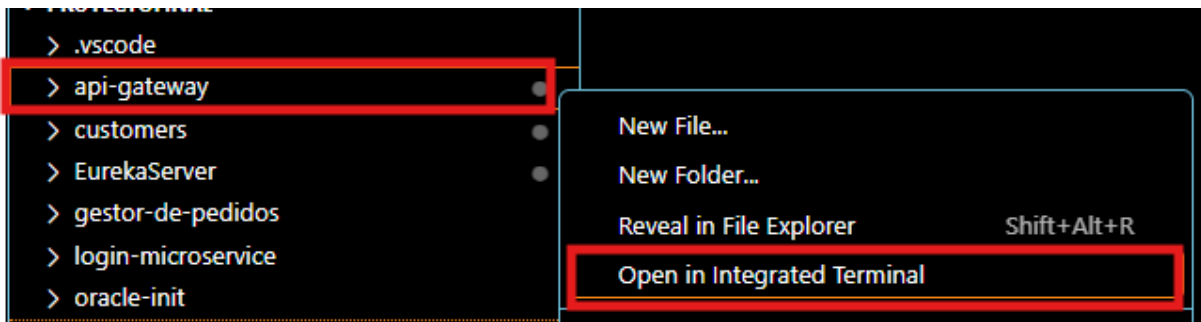 PROYECTOFINAL
> .vscode
> api-gateway
> customers
> EurekaServer
> gestor-de-pedidos
> login-microservice
> oracle-init
New File...
New Folder...
Reveal in File Explorer Shift+Alt+R
Open in Integrated Terminal